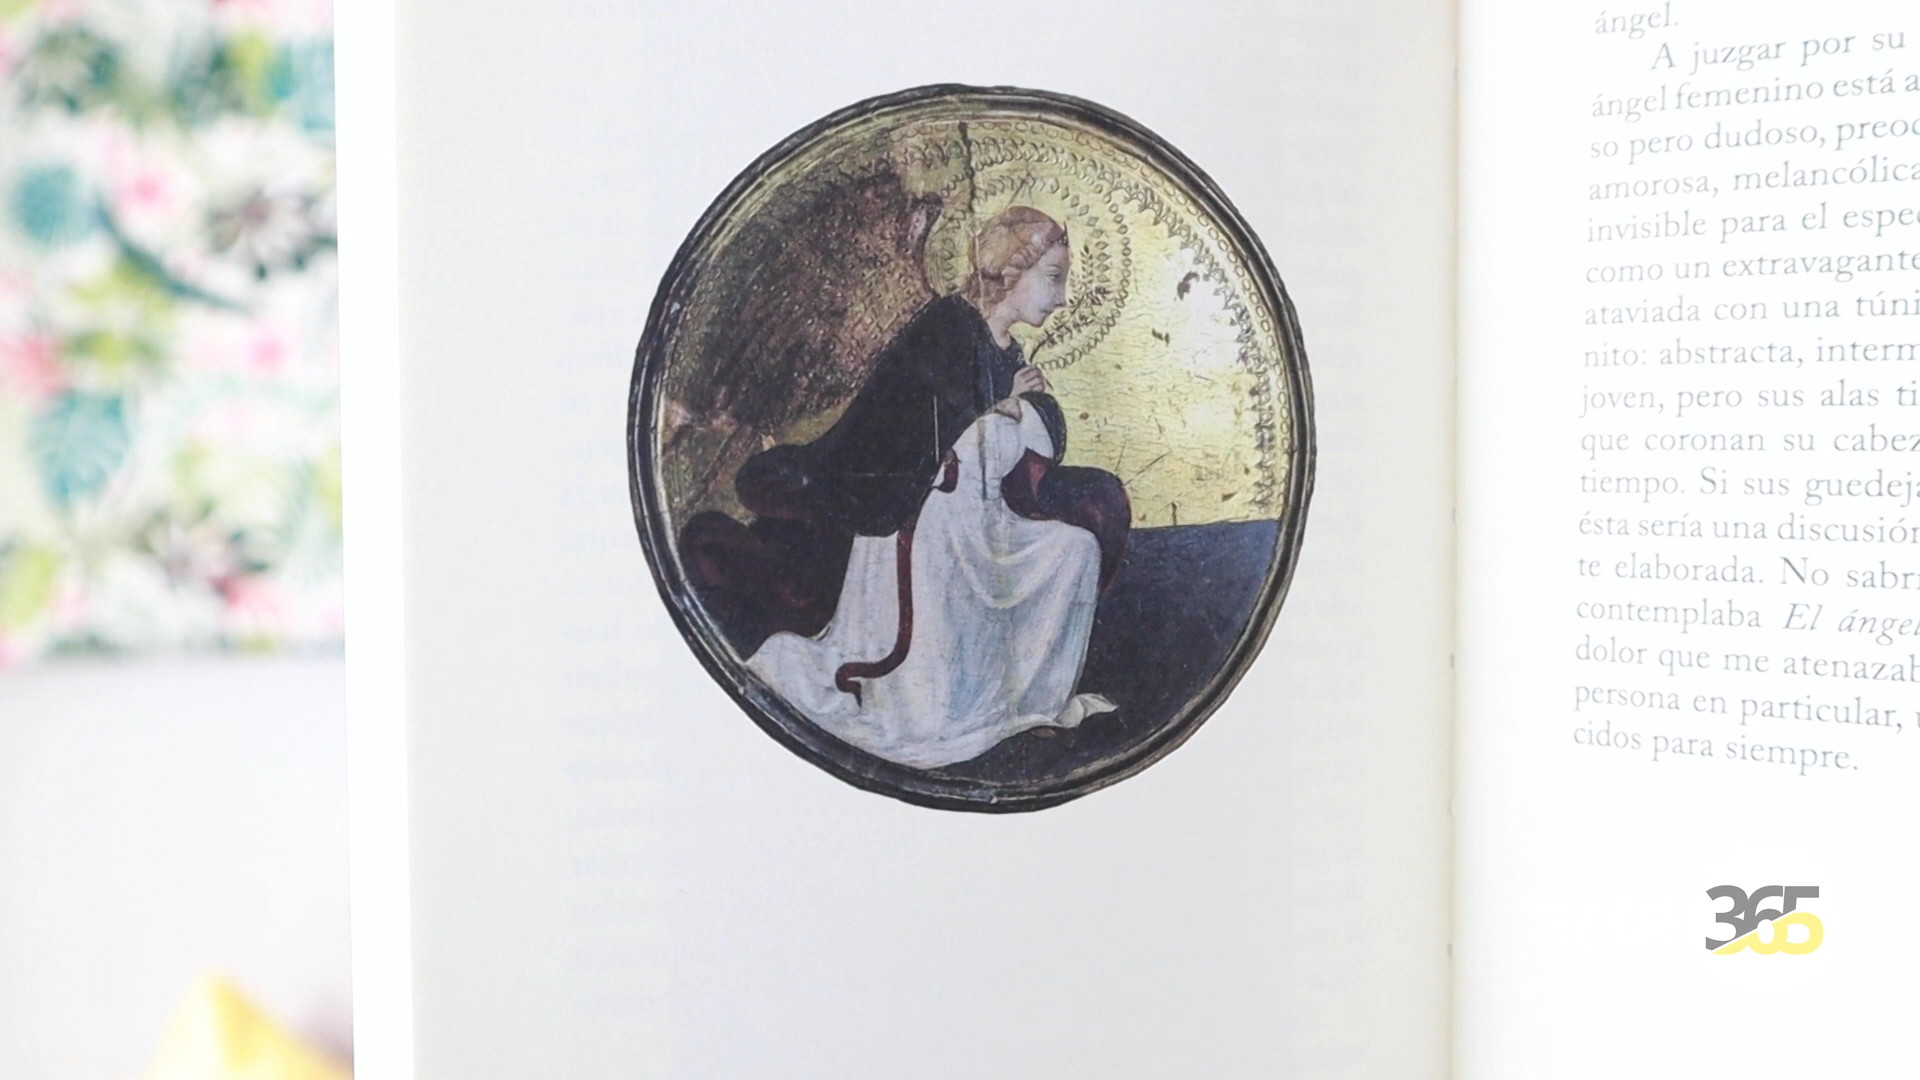 ángel.
A juzgar por su
ángel femenino está a
so pero dudoso, preoc
amorosa, melancólica
invisible para el espec
como un extravagante
ataviada con una túni
nito: abstracta, interm
joven, pero sus alas ti
que coronan su cabez
tiempo. Si sus guedeja
ésta sería una discusión
te elaborada. No sabr
contemplaba El ángel
dolor que me atenazab
persona en particular, u
cidos para siempre.
365